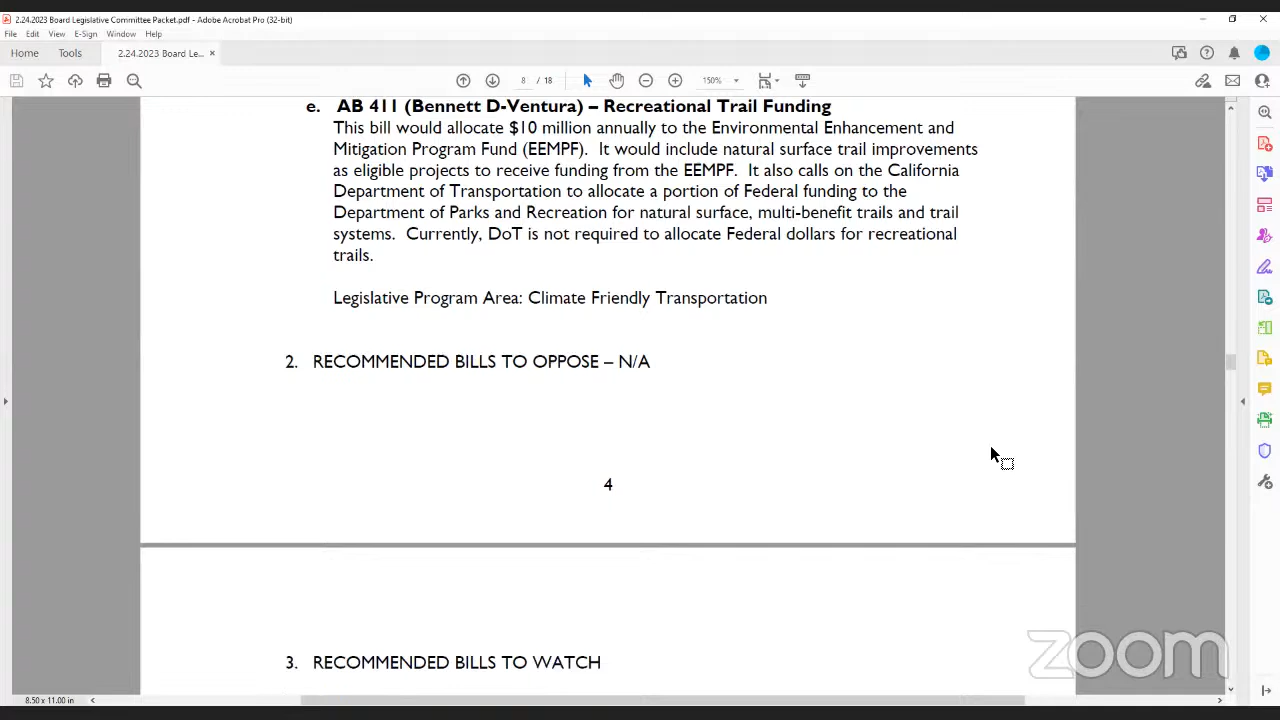 2.24.2023 Board Legislative Committee Packet.pdf - Adobe Acrobat Pro (32-bit)
File Edit View E-Sign Window Help
Home Tools 2.24.2023 Board Le... ×
8 / 18 150%
e. AB 411 (Bennett D-Ventura) – Recreational Trail Funding
This bill would allocate $10 million annually to the Environmental Enhancement and
Mitigation Program Fund (EEMPF). It would include natural surface trail improvements
as eligible projects to receive funding from the EEMPF. It also calls on the California
Department of Transportation to allocate a portion of Federal funding to the
Department of Parks and Recreation for natural surface, multi-benefit trails and trail
systems. Currently, DoT is not required to allocate Federal dollars for recreational
trails.
Legislative Program Area: Climate Friendly Transportation
2. RECOMMENDED BILLS TO OPPOSE – N/A
4
3. RECOMMENDED BILLS TO WATCH
zoom
8.50 x 11.00 in